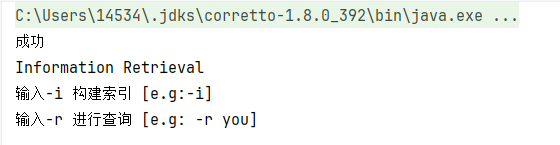 C:\Users\14534\.jdks\corretto-1.8.0_392\bin\java.exe ...
成功
Information Retrieval
输入-i 构建索引 [e.g:-i]
输入-r 进行查询 [e.g: -r you]